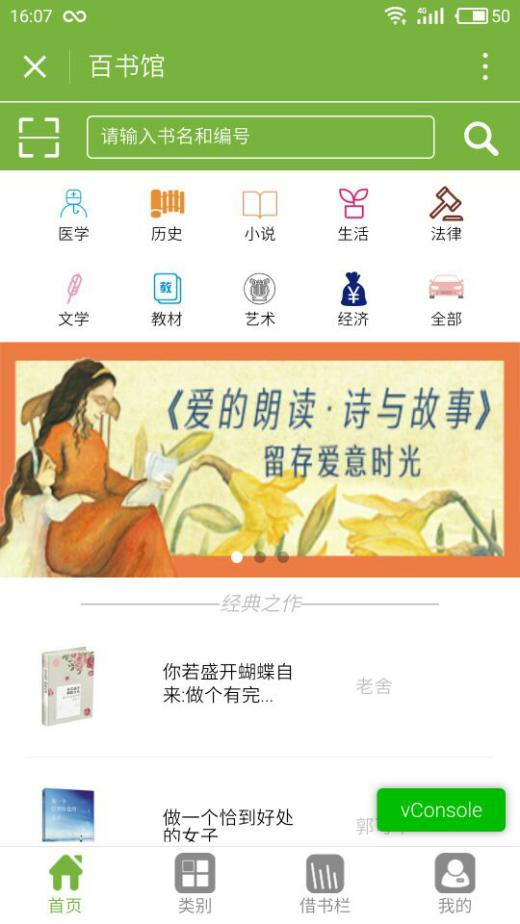 16:07
4G
50
百书馆
请输入书名和编号
医学 历史 小说 生活 法律
教 ¥
文学 教材 艺术 经济 全部
《爱的朗读·诗与故事》
留存爱意时光
经典之作
你若盛开蝴蝶自
来:做个有完...
老舍
做一个恰到好处
的女子
vConsole
首页 类别 借书栏 我的